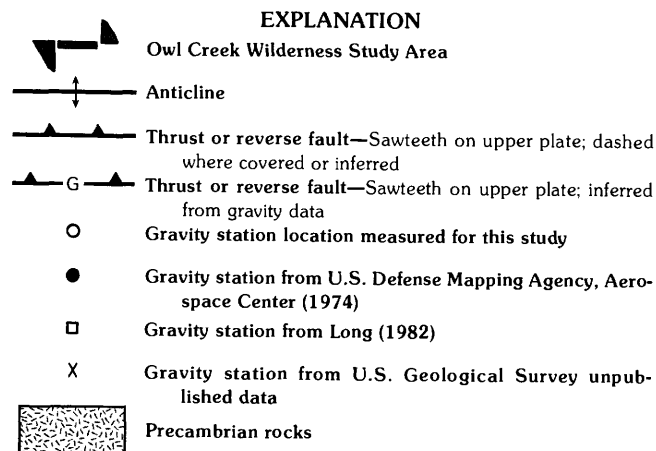 EXPLANATION
Owl Creek Wilderness Study Area
Anticline
Thrust or reverse fault—Sawteeth on upper plate; dashed
where covered or inferred
G Thrust or reverse fault—Sawteeth on upper plate; inferred
from gravity data
Gravity station location measured for this study
Gravity station from U.S. Defense Mapping Agency, Aero-
space Center (1974)
Gravity station from Long (1982)
X Gravity station from U.S. Geological Survey unpub-
lished data
Precambrian rocks